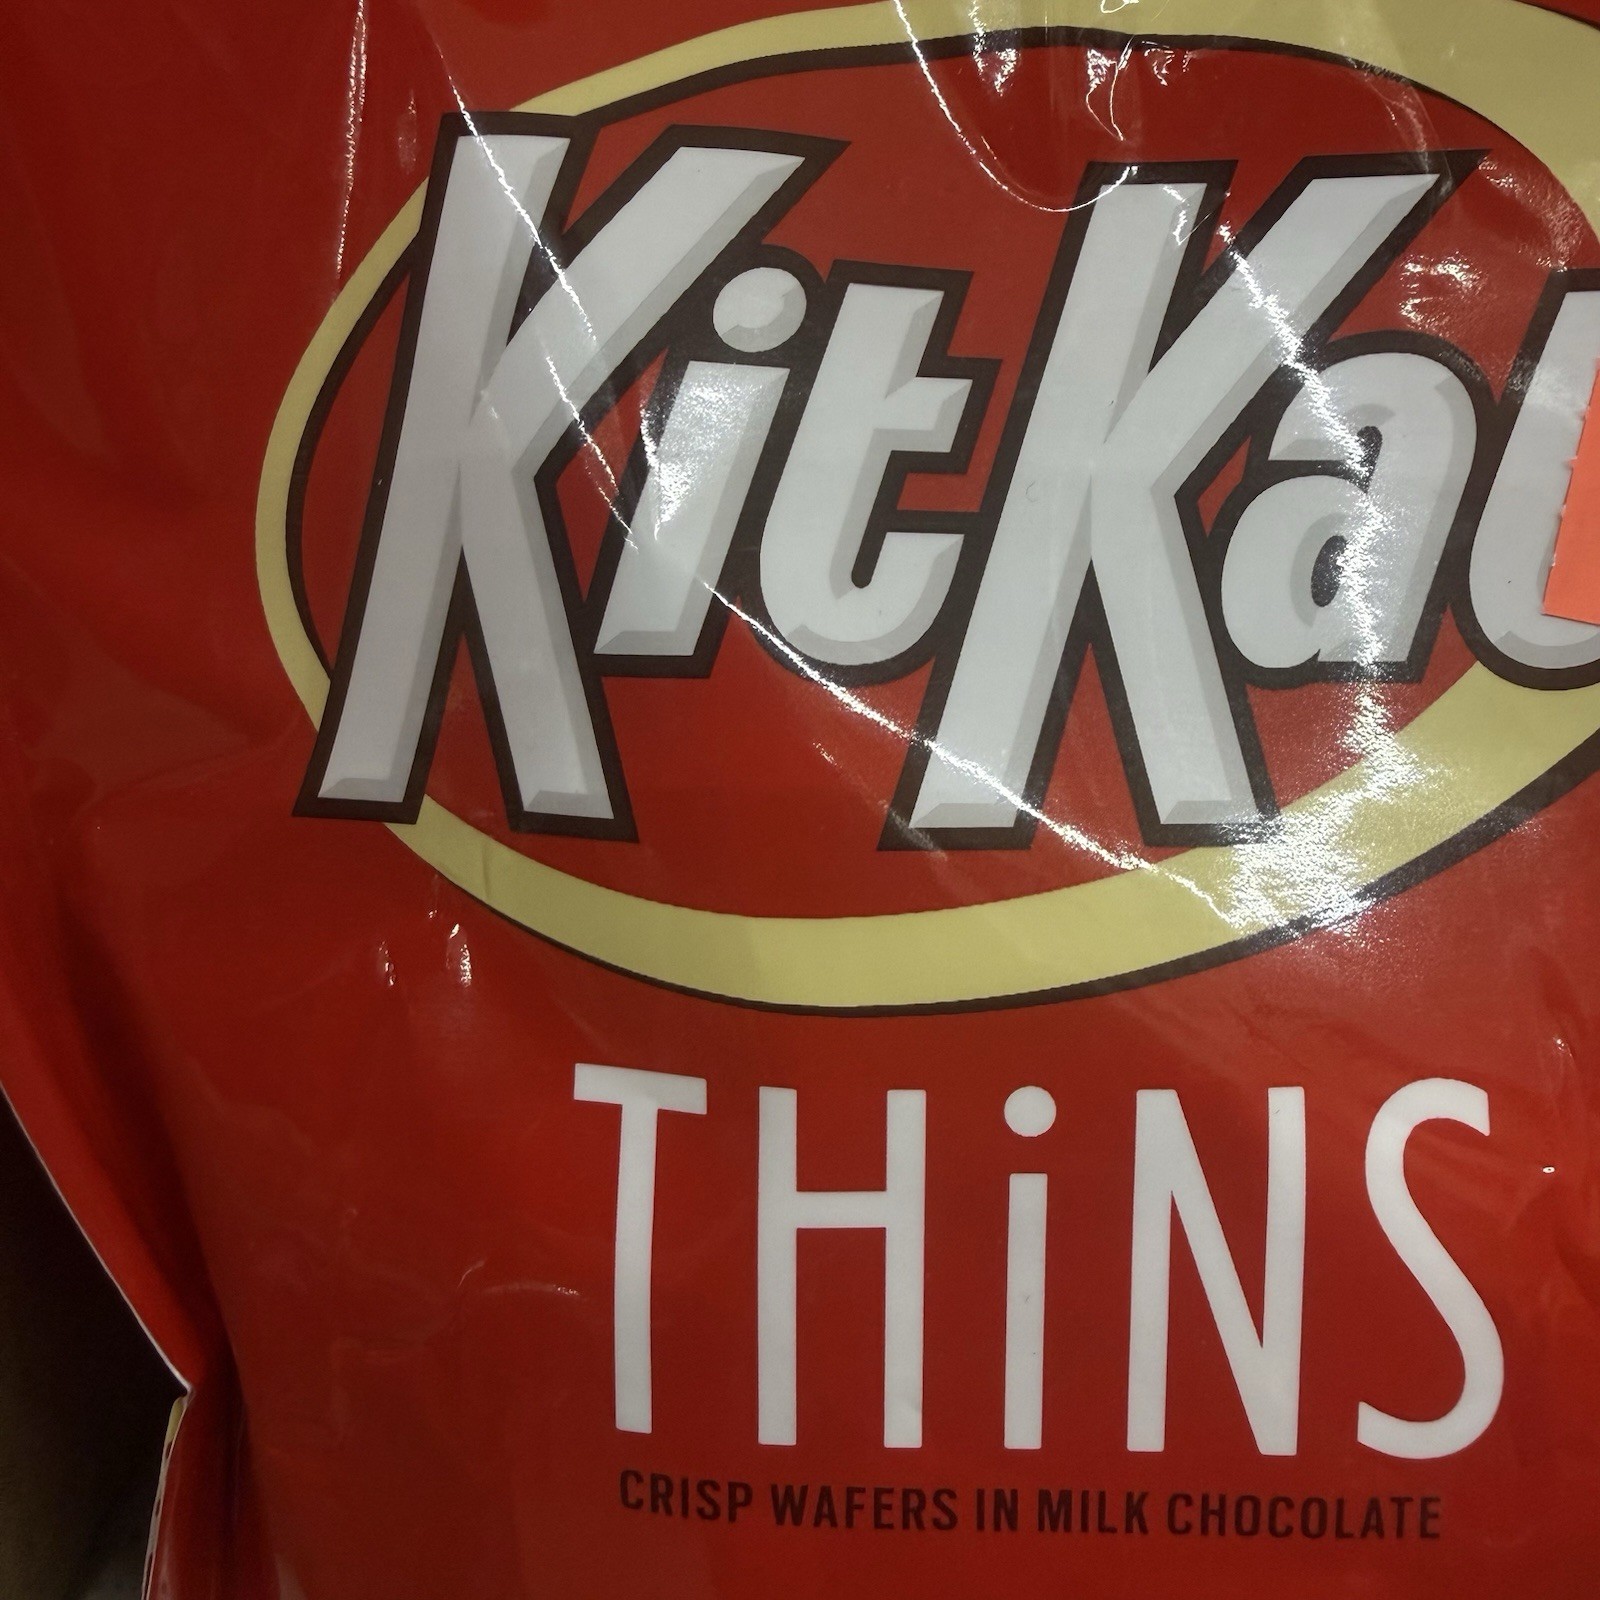 KitKat
THiNS
CRISP WAFERS IN MILK CHOCOLATE